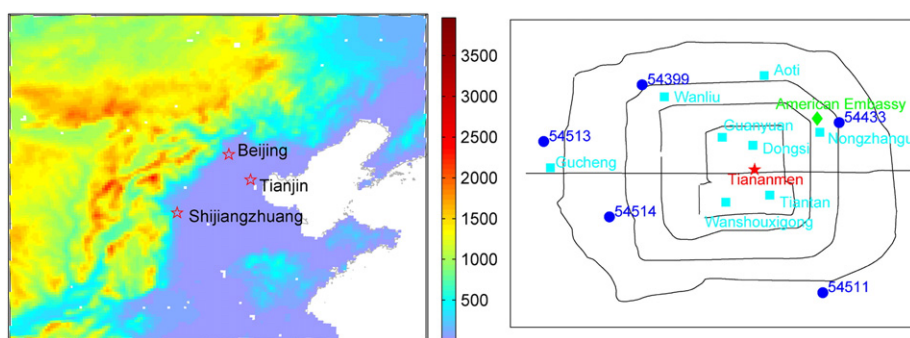 Beijing
Tianjin
Shijiangzhuang
3500
3000
2500
2000
1500
1000
500
54399
Aoti
Wanliu
American Embassy
54433
Guanyuan
Nongzhangu
54513
Dongsi
Gucheng
Tiananmen
Tiantan
54514
Wanshouxigong
54511